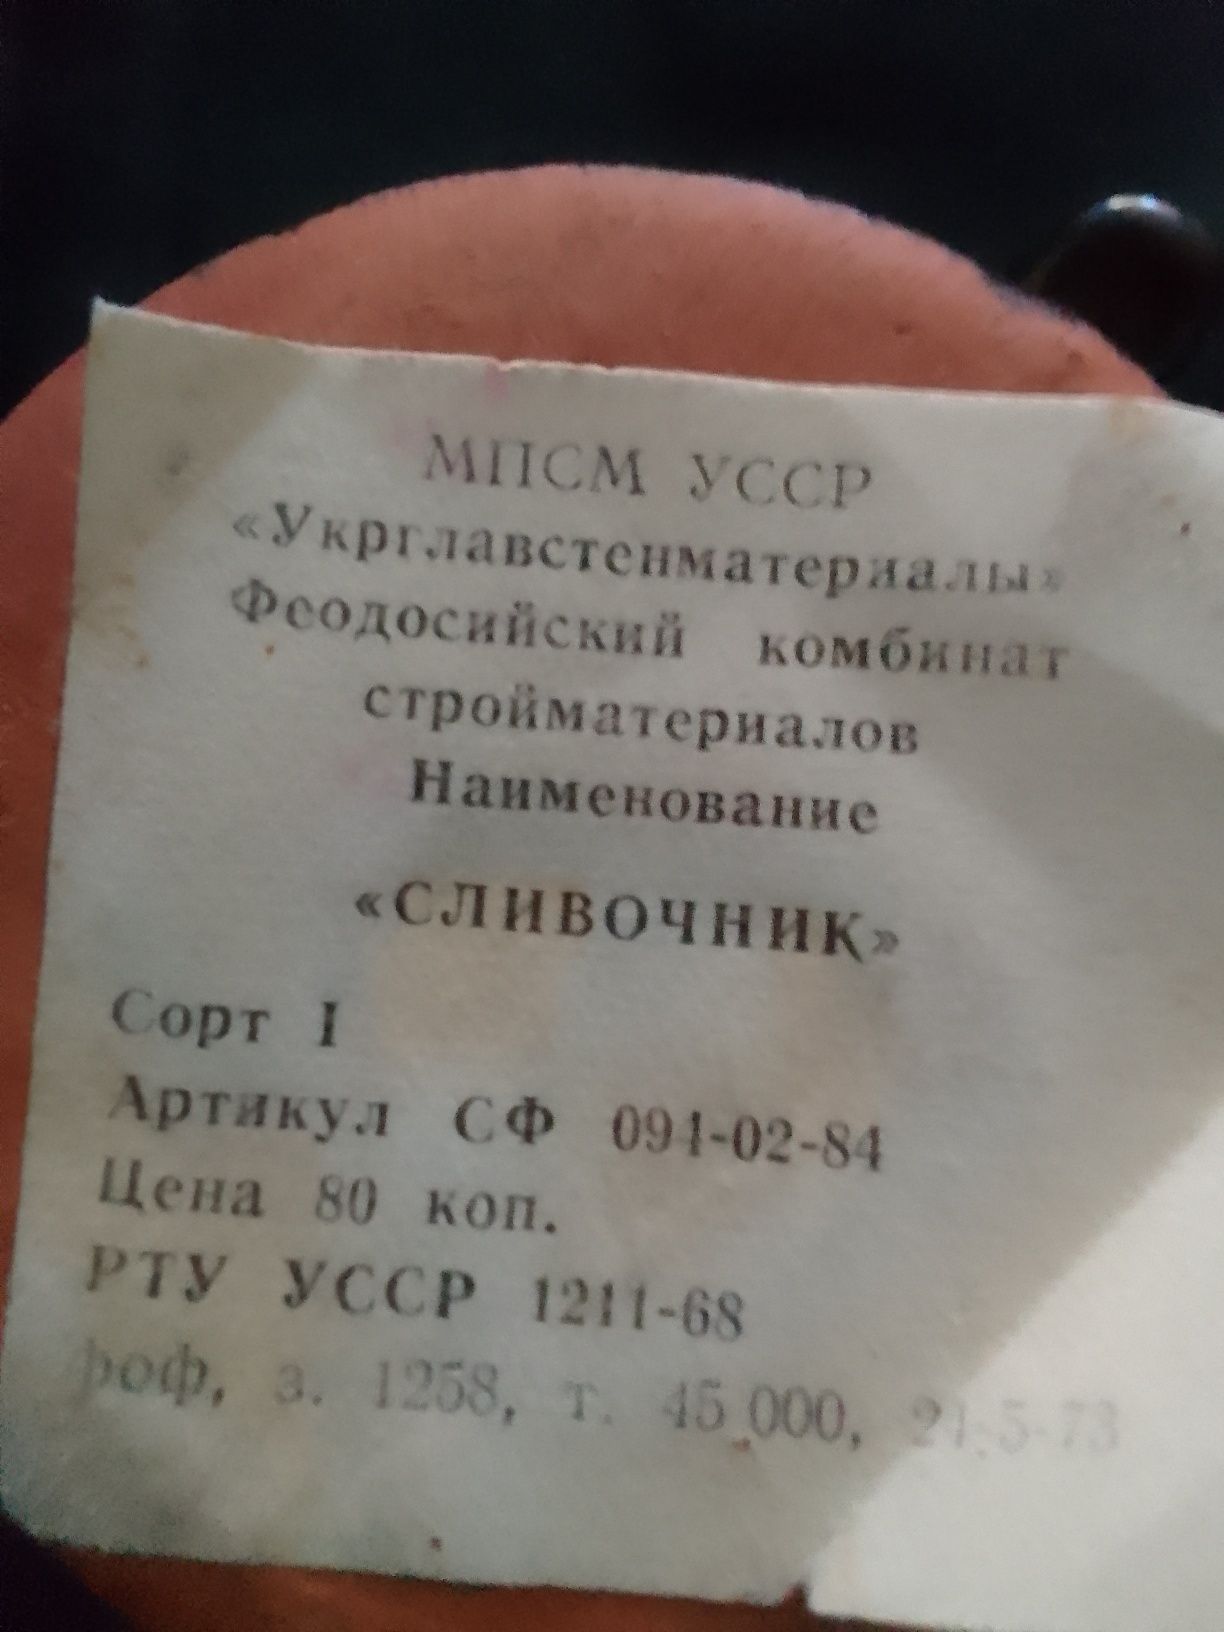 МПСМ УССР
«Укрглавстенматериалы»
Феодосийский комбинат
стройматериалов
Наименование
«СЛИВОЧНИК»
Сорт I
Артикул СФ 094-02-84
Цена 80 коп.
РТУ УССР 1211-68
з. 1258, т. 45 000,